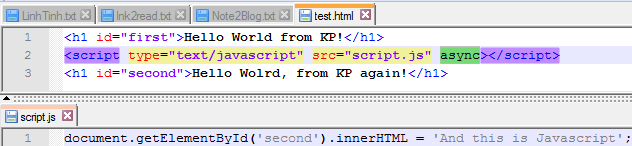 LinhTinh.txt lnk2read.txt Note2Blog.txt test.html
1 <h1 id="first">Hello World from KP!</h1>
2 <script type="text/javascript" src="script.js" async></script>
3 <h1 id="second">Hello Wolrd, from KP again!</h1>
script.js
1 document.getElementById('second').innerHTML = 'And this is Javascript';